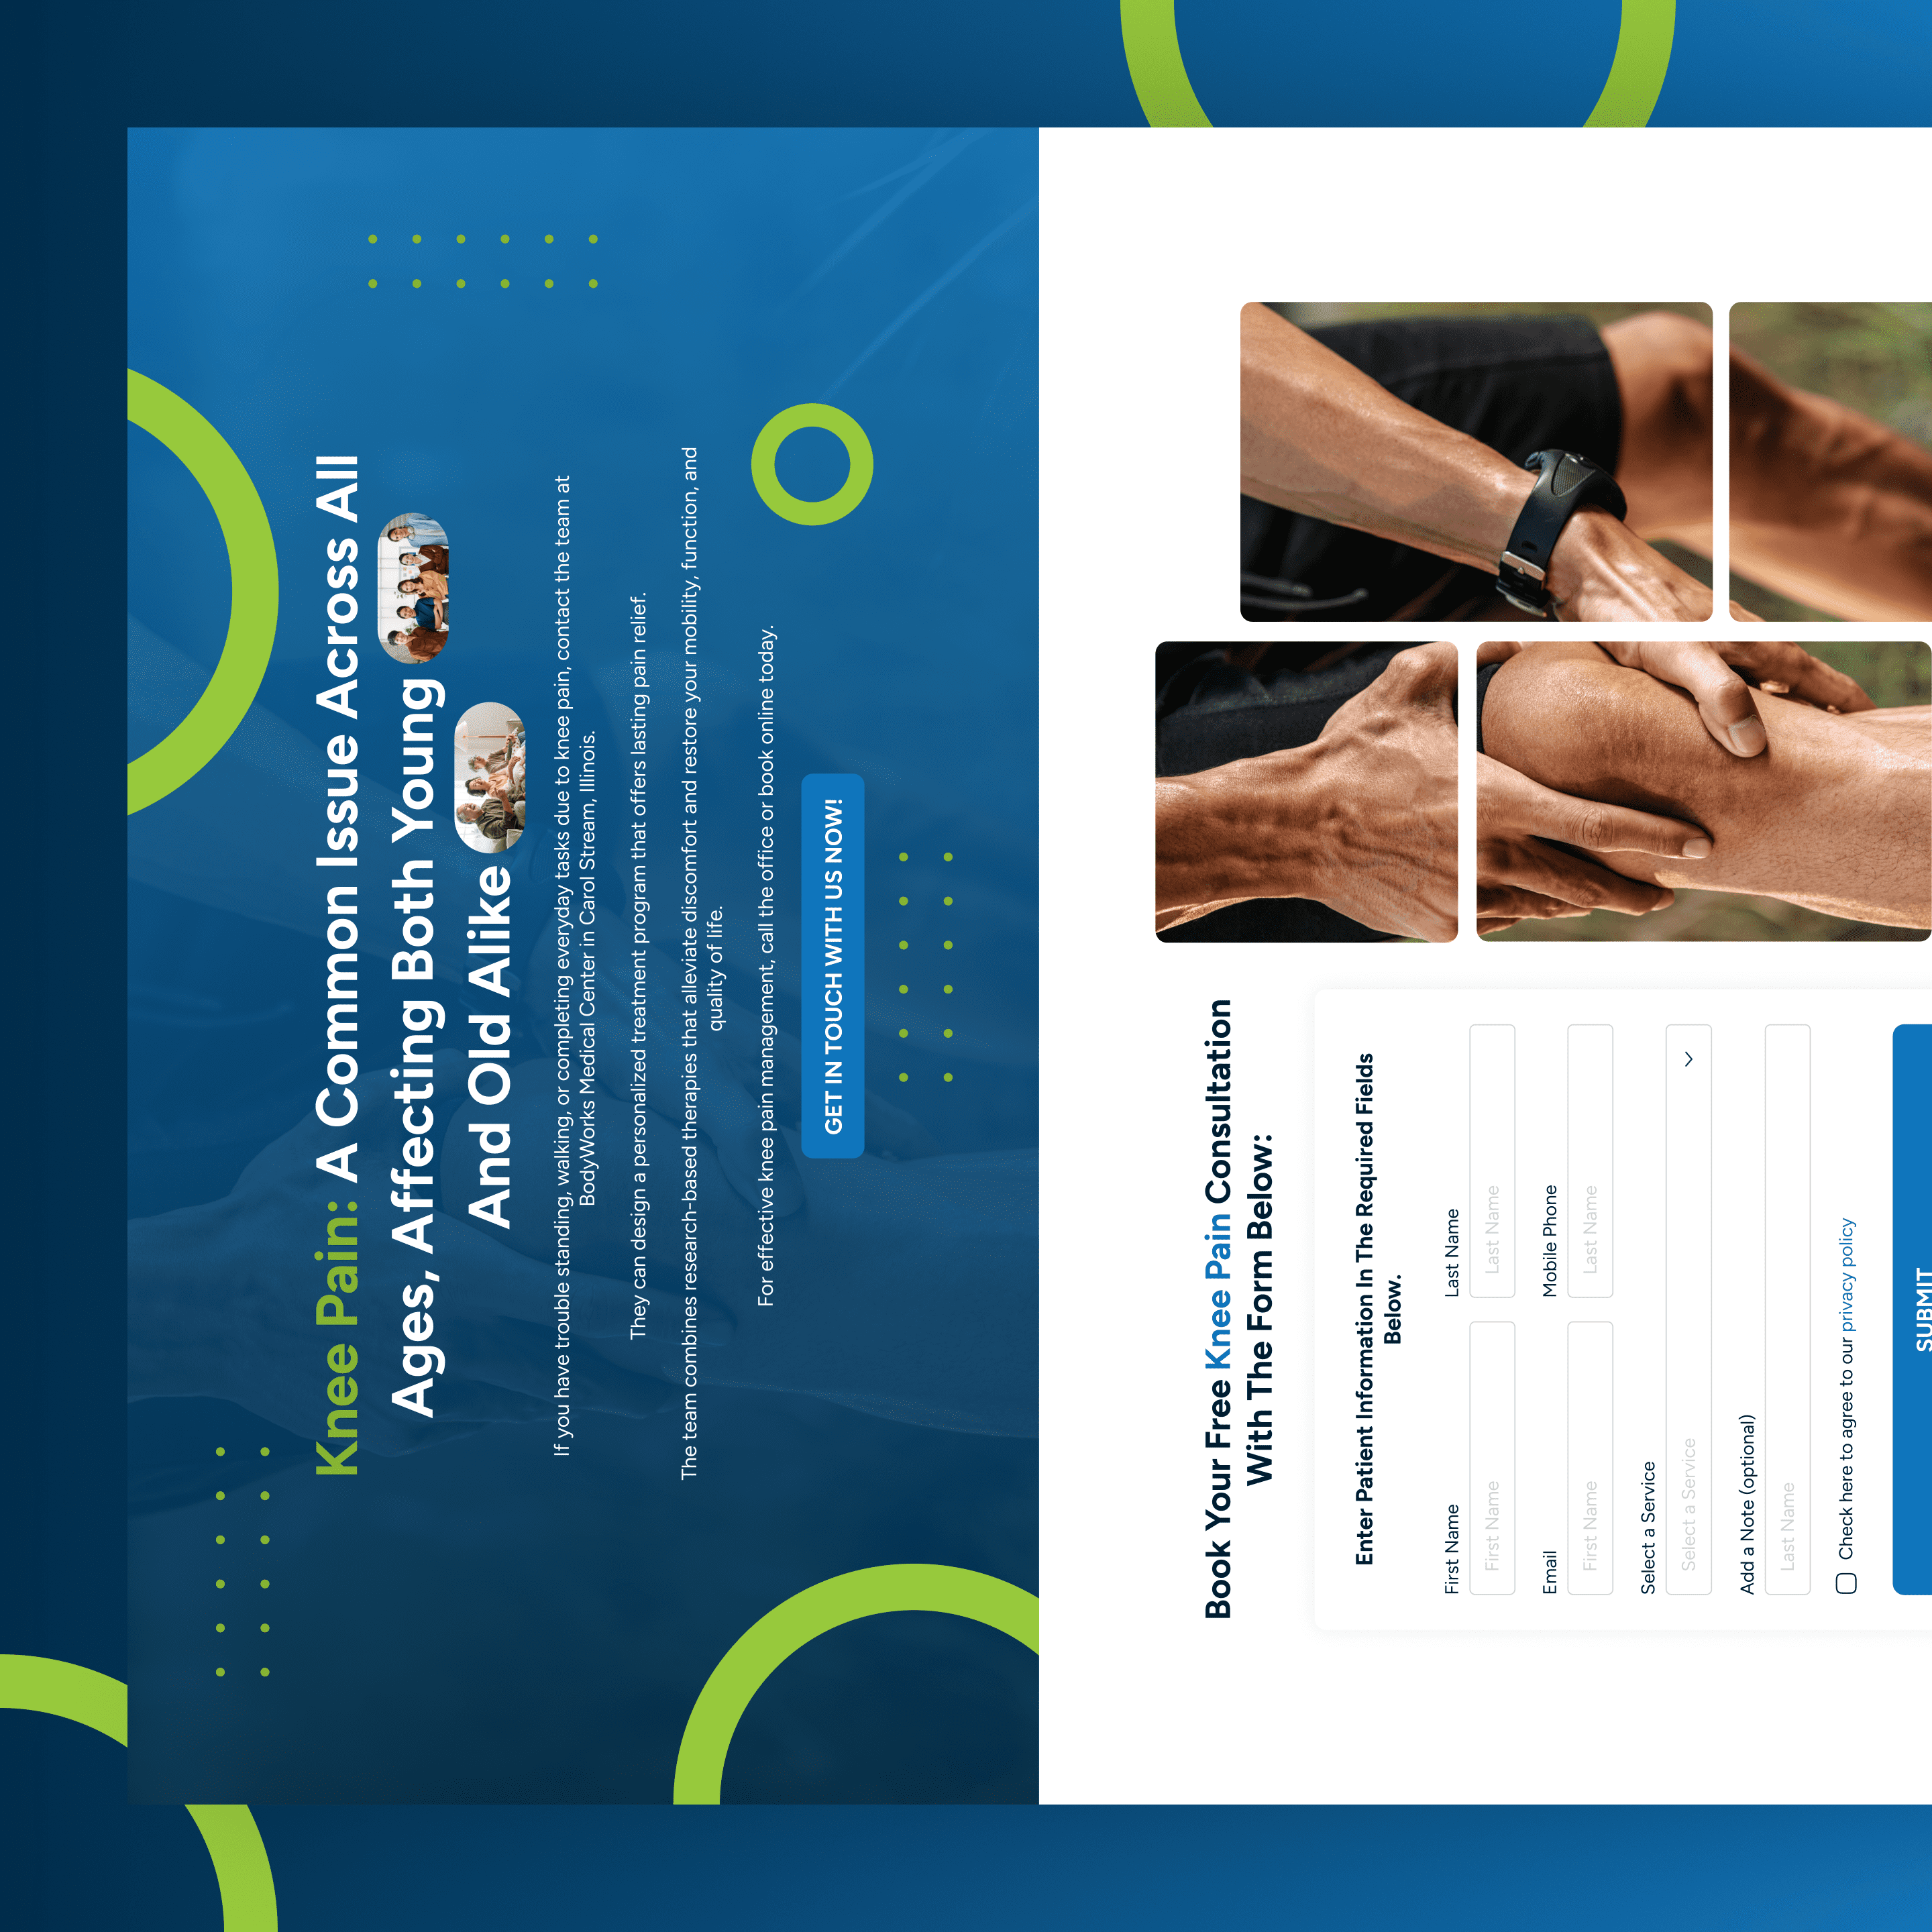 Knee Pain: A Common Issue Across All
Ages, Affecting Both Young
And Old Alike
If you have trouble standing, walking, or completing everyday tasks due to knee pain, contact the team at
BodyWorks Medical Center in Carol Stream, Illinois.
They can design a personalized treatment program that offers lasting pain relief.
The team combines research-based therapies that alleviate discomfort and restore your mobility, function, and
quality of life.
For effective knee pain management, call the office or book online today.
GET IN TOUCH WITH US NOW!
Book Your Free Knee Pain Consultation
With The Form Below:
Enter Patient Information In The Required Fields
Below.
First Name
Last Name
First Name
Last Name
Email
Mobile Phone
First Name
Last Name
Select a Service
Select a Service
Add a Note (optional)
Last Name
Check here to agree to our privacy policy
SUBMIT